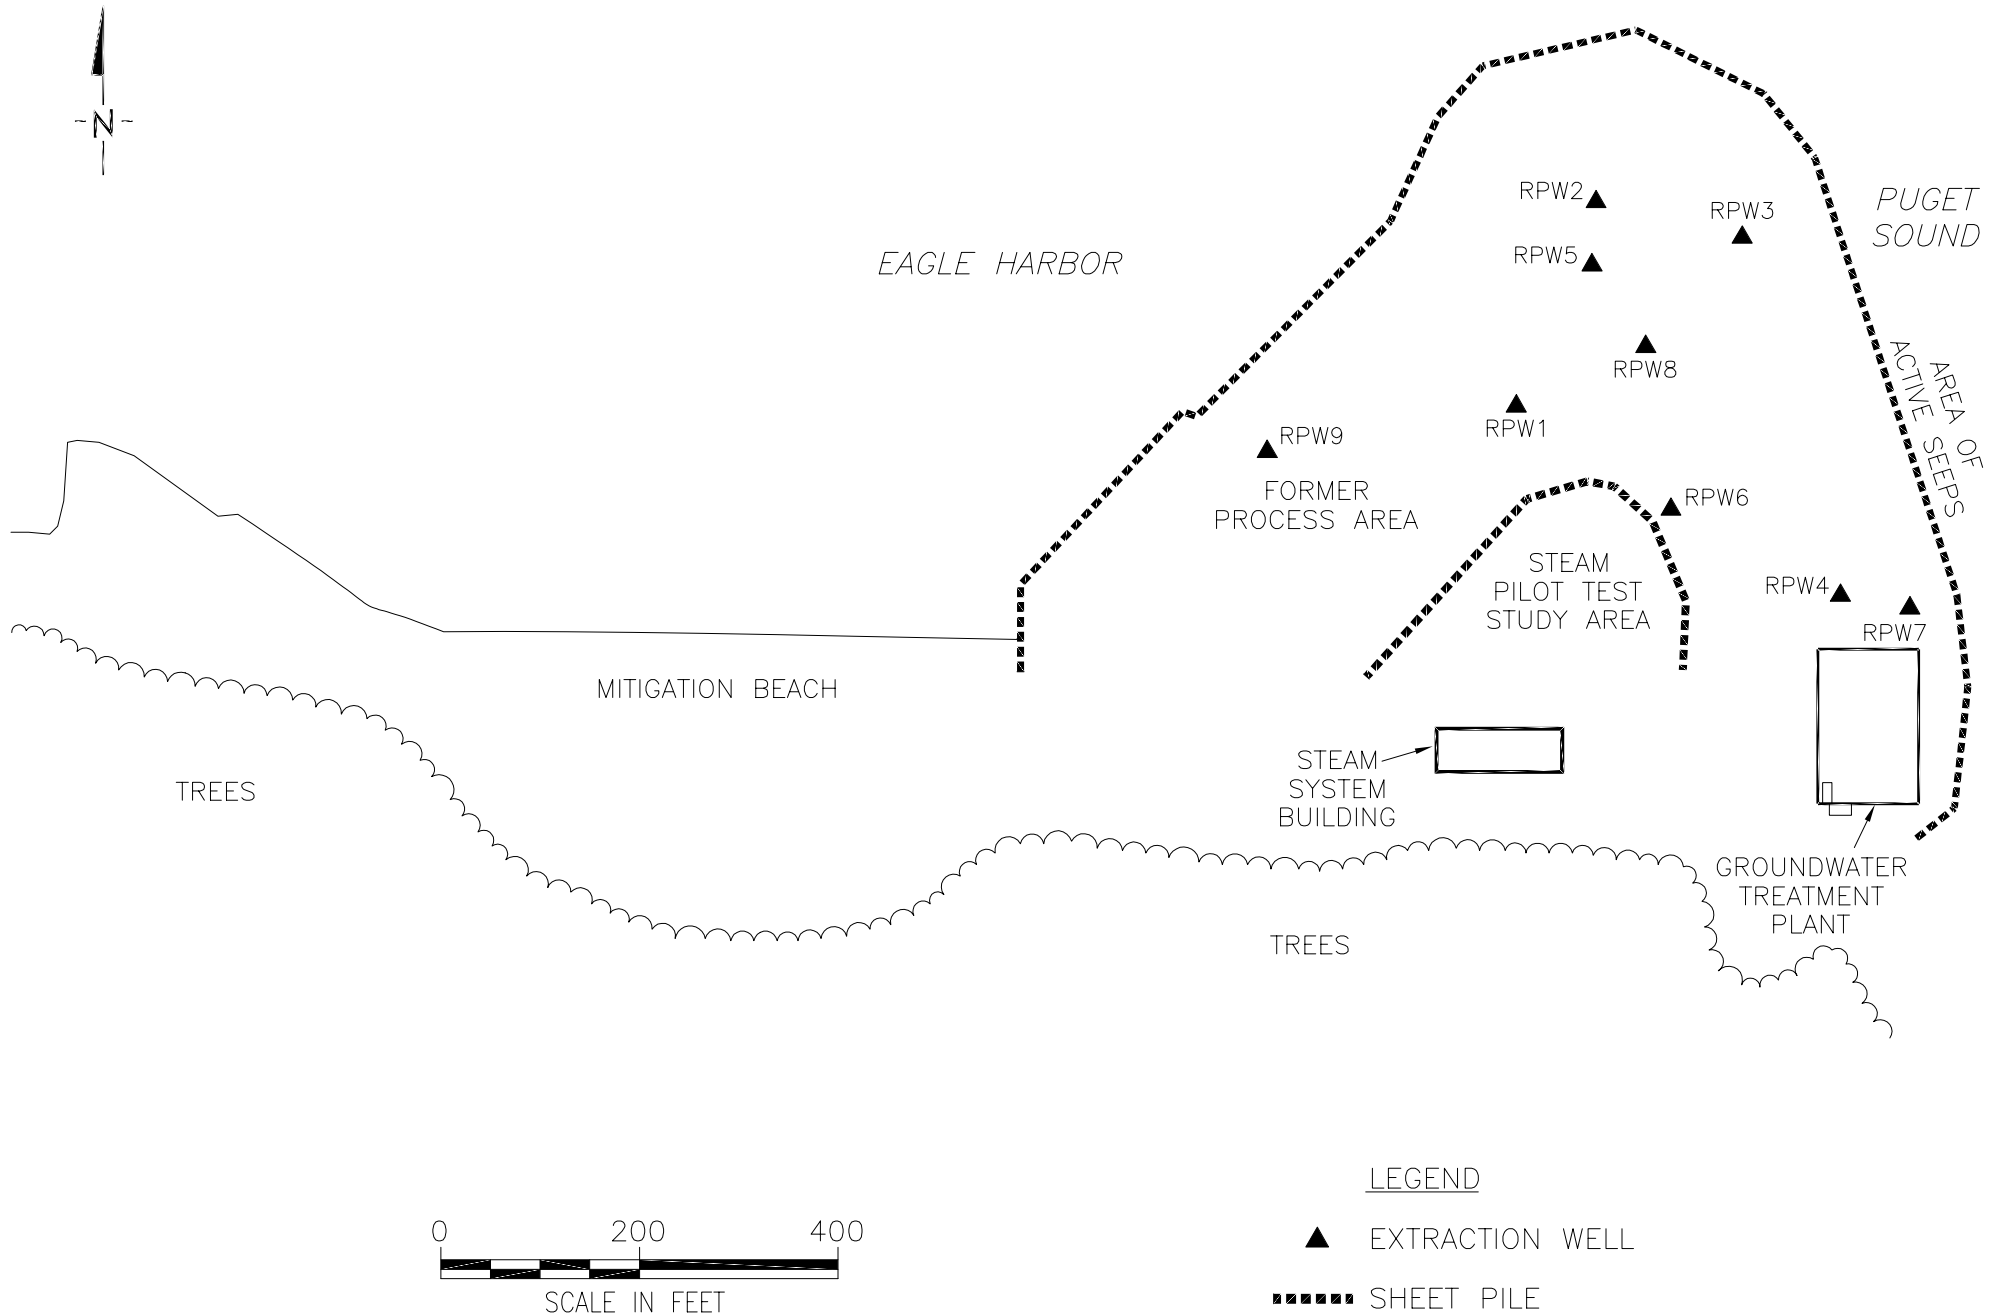 N
PUGET
SOUND
RPW2
RPW3
RPW5
EAGLE HARBOR
RPW8
AREA OF
ACTIVE SEEPS
RPW1
RPW9
FORMER
PROCESS AREA
RPW6
STEAM
PILOT TEST
STUDY AREA
RPW4
RPW7
MITIGATION BEACH
STEAM
SYSTEM
BUILDING
TREES
GROUNDWATER
TREATMENT
PLANT
TREES
LEGEND
EXTRACTION WELL
SHEET PILE
0 200 400
SCALE IN FEET